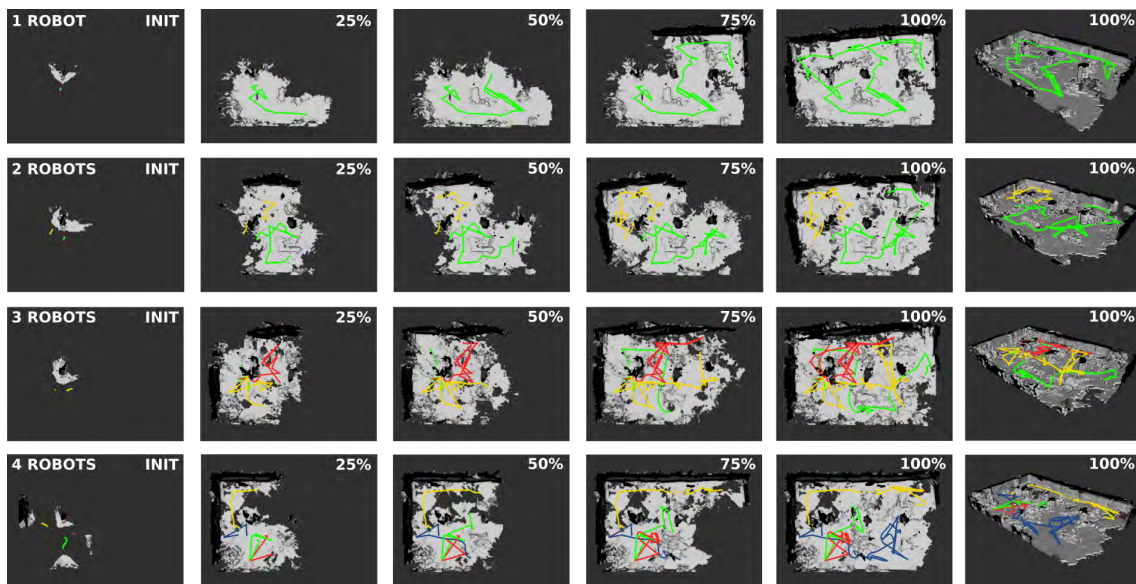 1 ROBOT INIT 25% 50% 75% 100% 100%
2 ROBOTS INIT 25% 50% 75% 100% 100%
3 ROBOTS INIT 25% 50% 75% 100% 100%
4 ROBOTS INIT 25% 50% 75% 100% 100%